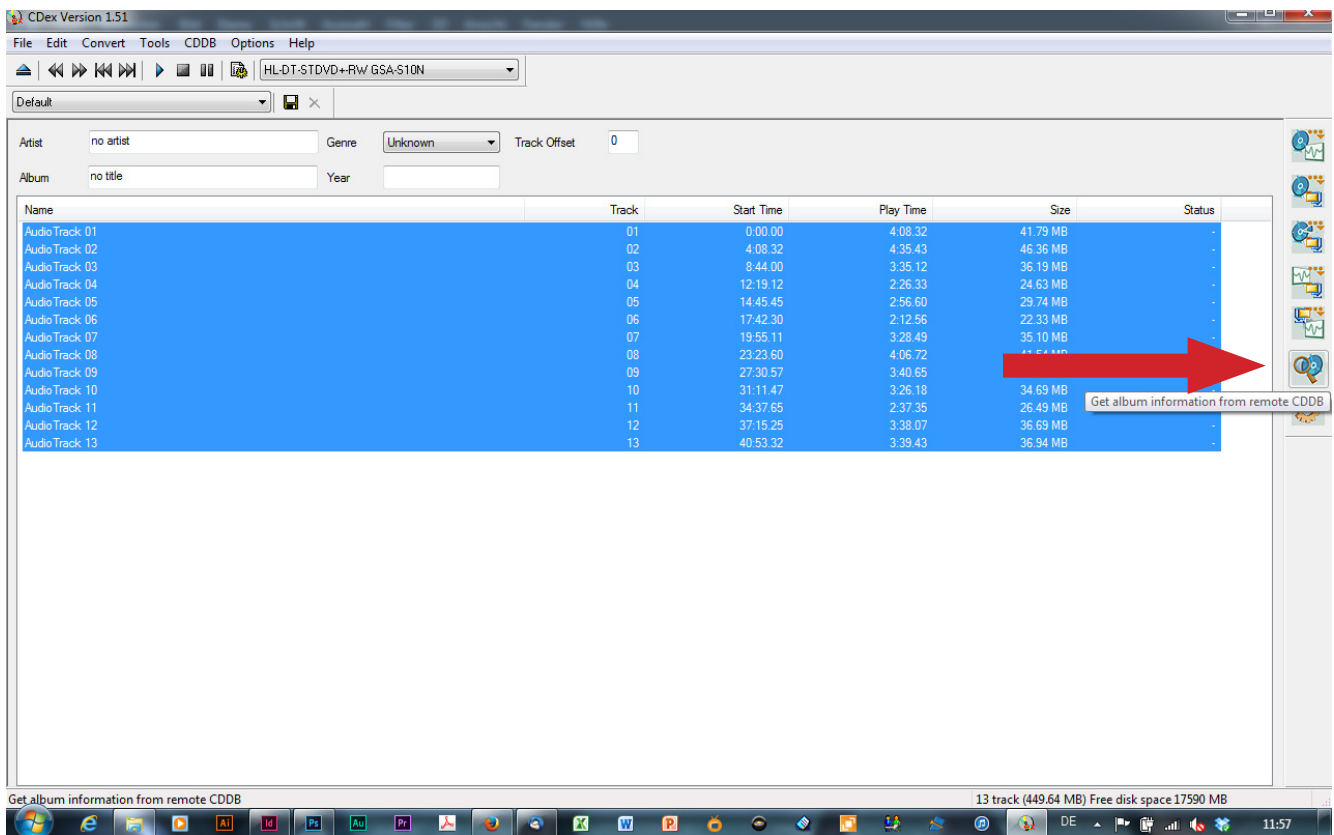 CDex Version 1.51
File Edit Convert Tools CDDB Options Help
HL-DT-STDVD+-RW GSA-S10N
Default
Artist no artist Genre Unknown Track Offset 0
Album no title Year
Name Track Start Time Play Time Size Status
AudioTrack 01 01 0:00.00 4:08.32 41.79 MB -
AudioTrack 02 02 4:08.32 4:35.43 46.36 MB -
AudioTrack 03 03 8:44.00 3:35.12 36.19 MB -
AudioTrack 04 04 12:19.12 2:26.33 24.63 MB -
AudioTrack 05 05 14:45.45 2:56.60 29.74 MB -
AudioTrack 06 06 17:42.30 2:12.56 22.33 MB -
AudioTrack 07 07 19:55.11 3:28.49 35.10 MB -
AudioTrack 08 08 23:23.60 4:06.72 41.54 MB
AudioTrack 09 09 27:30.57 3:40.65
AudioTrack 10 10 31:11.47 3:26.18 34.69 MB -
AudioTrack 11 11 34:37.65 2:37.35 26.49 MB
Get album information from remote CDDB
AudioTrack 12 12 37:15.25 3:38.07 36.69 MB -
AudioTrack 13 13 40:53.32 3:39.43 36.94 MB -
Get album information from remote CDDB 13 track (449.64 MB) Free disk space 17590 MB
Ai Id Ps Au Pr X W P DE 11:57